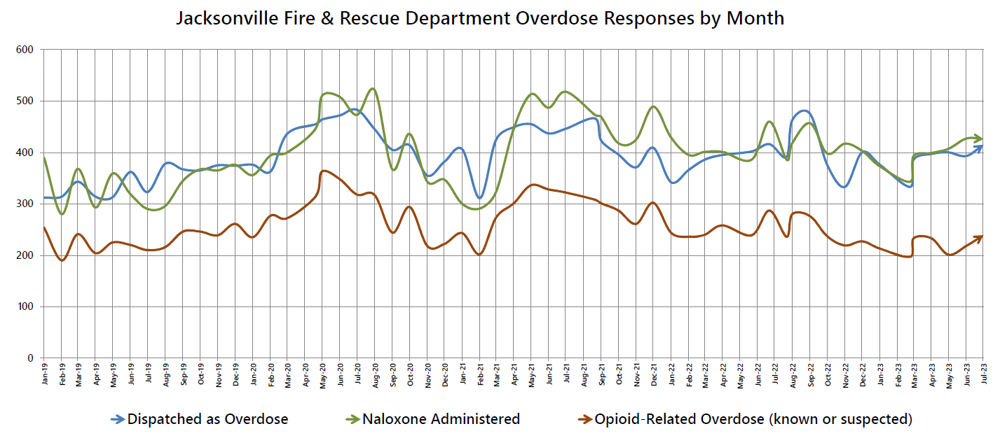 Jacksonville Fire & Rescue Department Overdose Responses by Month
600
500
400
300
200
100
0
Jan-19 Feb-19 Mar-19 Apr-19 May-19 Jun-19 Jul-19 Aug-19 Sep-19 Oct-19 Nov-19 Dec-19 Jan-20 Feb-20 Mar-20 Apr-20 May-20 Jun-20 Jul-20 Aug-20 Sep-20 Oct-20 Nov-20 Dec-20 Jan-21 Feb-21 Mar-21 Apr-21 May-21 Jun-21 Jul-21 Aug-21 Sep-21 Oct-21 Nov-21 Dec-21 Jan-22 Feb-22 Mar-22 Apr-22 May-22 Jun-22 Jul-22 Aug-22 Sep-22 Oct-22 Nov-22 Dec-22 Jan-23 Feb-23 Mar-23 Apr-23 May-23 Jun-23 Jul-23
Dispatched as Overdose Naloxone Administered Opioid-Related Overdose (known or suspected)